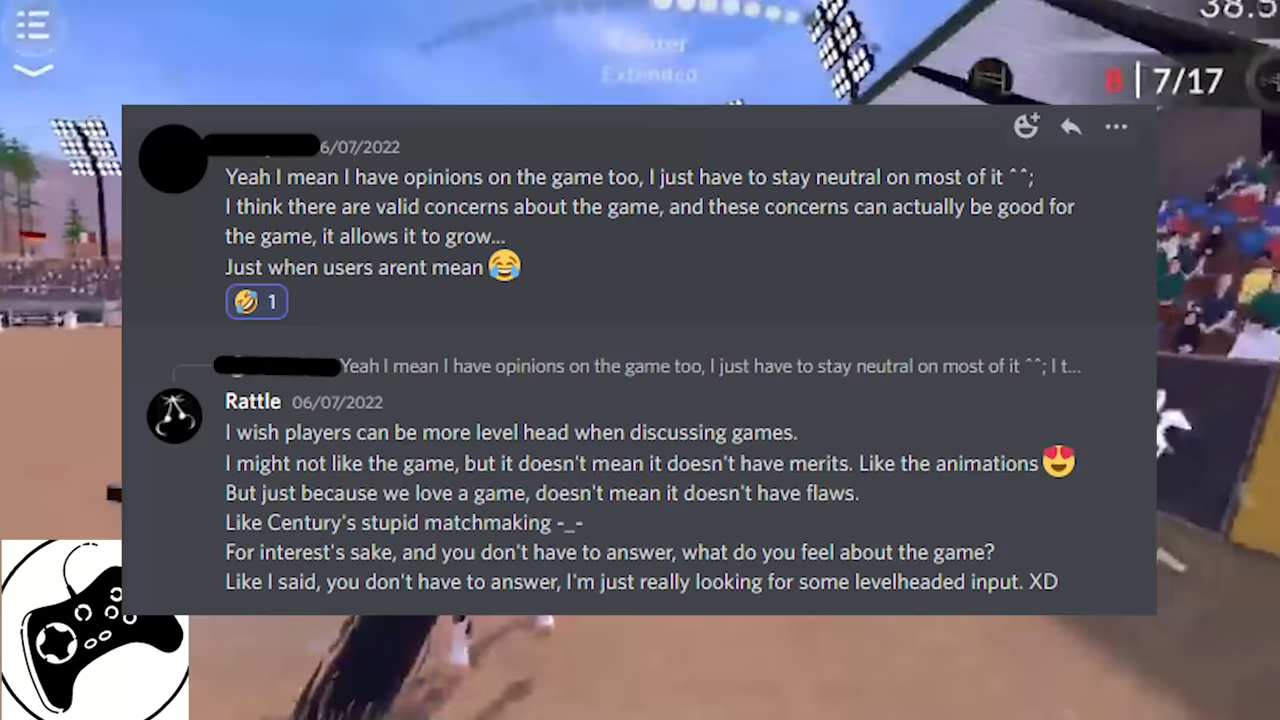 38.5
Center
Extended
8 | 7/17
6/07/2022
Yeah I mean I have opinions on the game too, I just have to stay neutral on most of it ^^;
I think there are valid concerns about the game, and these concerns can actually be good for
the game, it allows it to grow...
Just when users arent mean 😂
🤣 1
Yeah I mean I have opinions on the game too, I just have to stay neutral on most of it ^^; I t...
Rattle 06/07/2022
I wish players can be more level head when discussing games.
I might not like the game, but it doesn't mean it doesn't have merits. Like the animations 😍
But just because we love a game, doesn't mean it doesn't have flaws.
Like Century's stupid matchmaking -_-
For interest's sake, and you don't have to answer, what do you feel about the game?
Like I said, you don't have to answer, I'm just really looking for some levelheaded input. XD